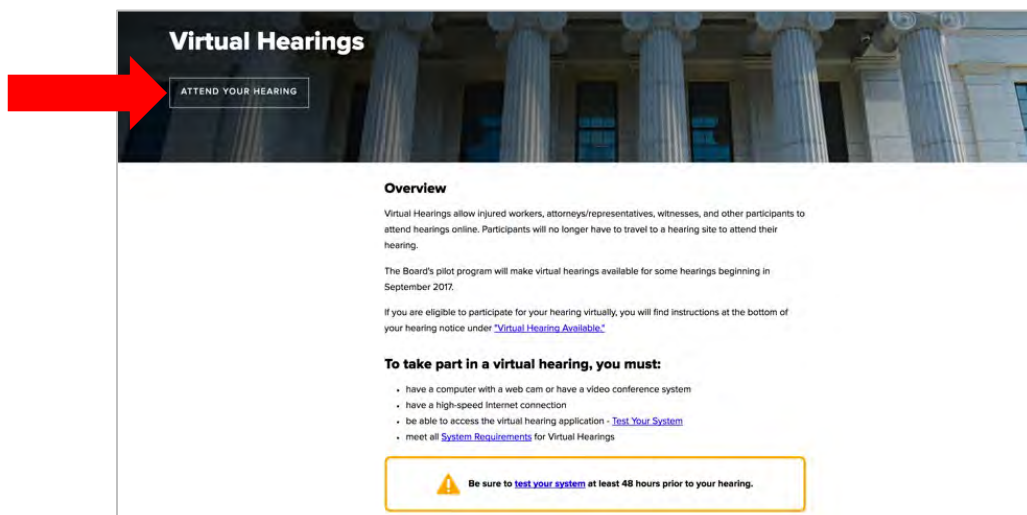 Virtual Hearings
ATTEND YOUR HEARING
Overview
Virtual Hearings allow injured workers, attorneys/representatives, witnesses, and other participants to
attend hearings online. Participants will no longer have to travel to a hearing site to attend their
hearing.
The Board's pilot program will make virtual hearings available for some hearings beginning in
September 2017.
If you are eligible to participate for your hearing virtually, you will find instructions at the bottom of
your hearing notice under "Virtual Hearing Available."
To take part in a virtual hearing, you must:
• have a computer with a web cam or have a video conference system
• have a high-speed Internet connection
• be able to access the virtual hearing application - Test Your System
• meet all System Requirements for Virtual Hearings
Be sure to test your system at least 48 hours prior to your hearing.